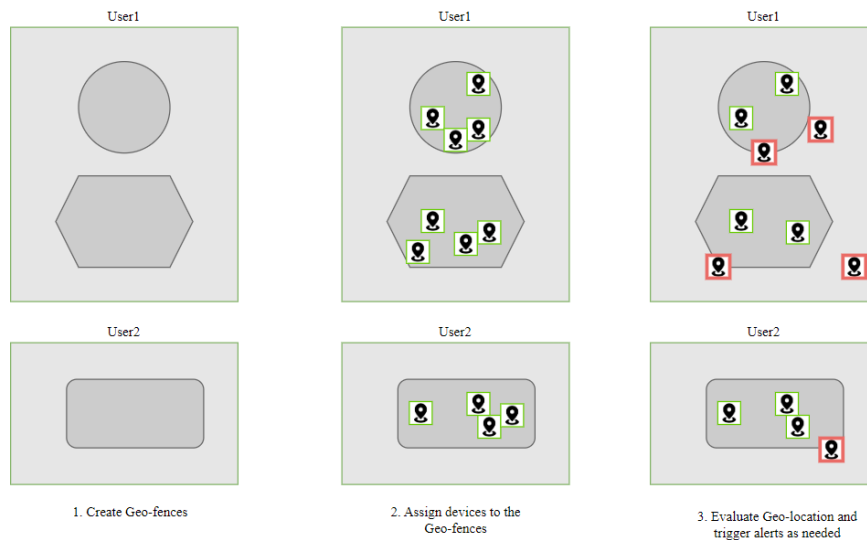 User1
User1
User1
User2
User2
User2
1. Create Geo-fences
2. Assign devices to the
Geo-fences
3. Evaluate Geo-location and
trigger alerts as needed